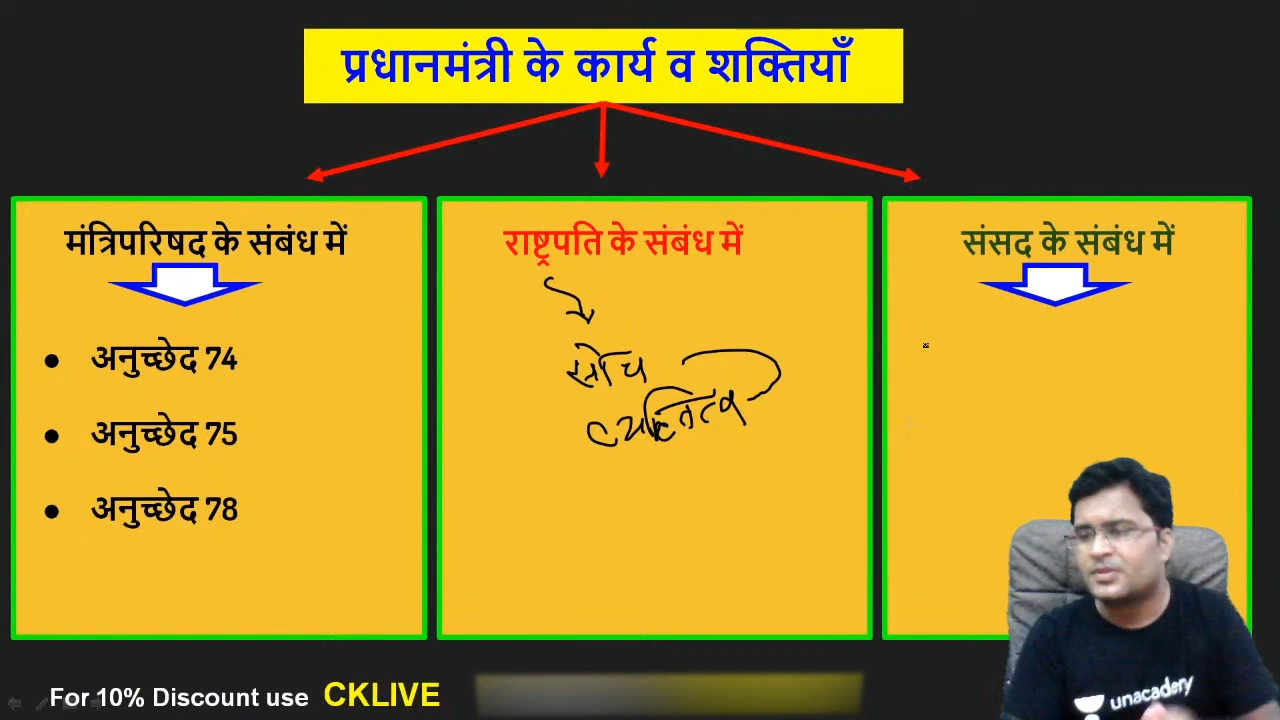 प्रधानमंत्री के कार्य व शक्तियाँ
मंत्रिपरिषद के संबंध में
अनुच्छेद 74
अनुच्छेद 75
अनुच्छेद 78
राष्ट्रपति के संबंध में
व्यक्तित्व
संसद के संबंध में
unacademy
For 10% Discount use CKLIVE